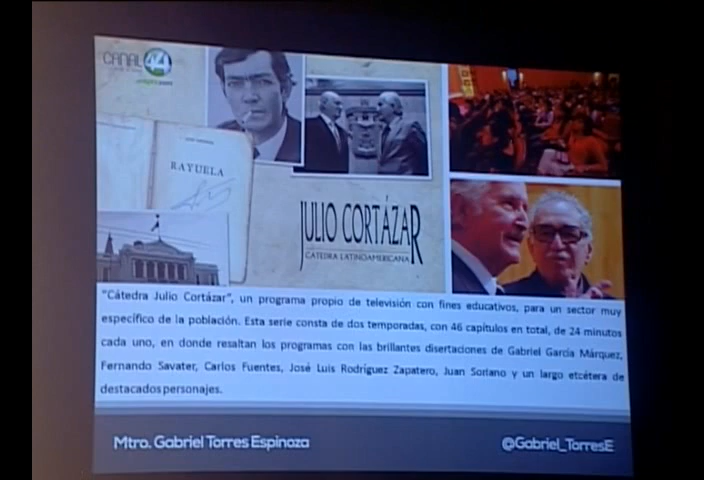 CANAL 44
RAYUELA
JULIO CORTÁZAR
CÁTEDRA LATINOAMERICANA
"Cátedra Julio Cortázar", un programa propio de televisión con fines educativos, para un sector muy
específico de la población. Esta serie consta de dos temporadas, con 46 capítulos en total, de 24 minutos
cada uno, en donde resaltan los programas con las brillantes disertaciones de Gabriel García Márquez,
Fernando Savater, Carlos Fuentes, José Luis Rodríguez Zapatero, Juan Soriano y un largo etcétera de
destacados personajes.
Mtro. Gabriel Torres Espinoza
@Gabriel_TorresE